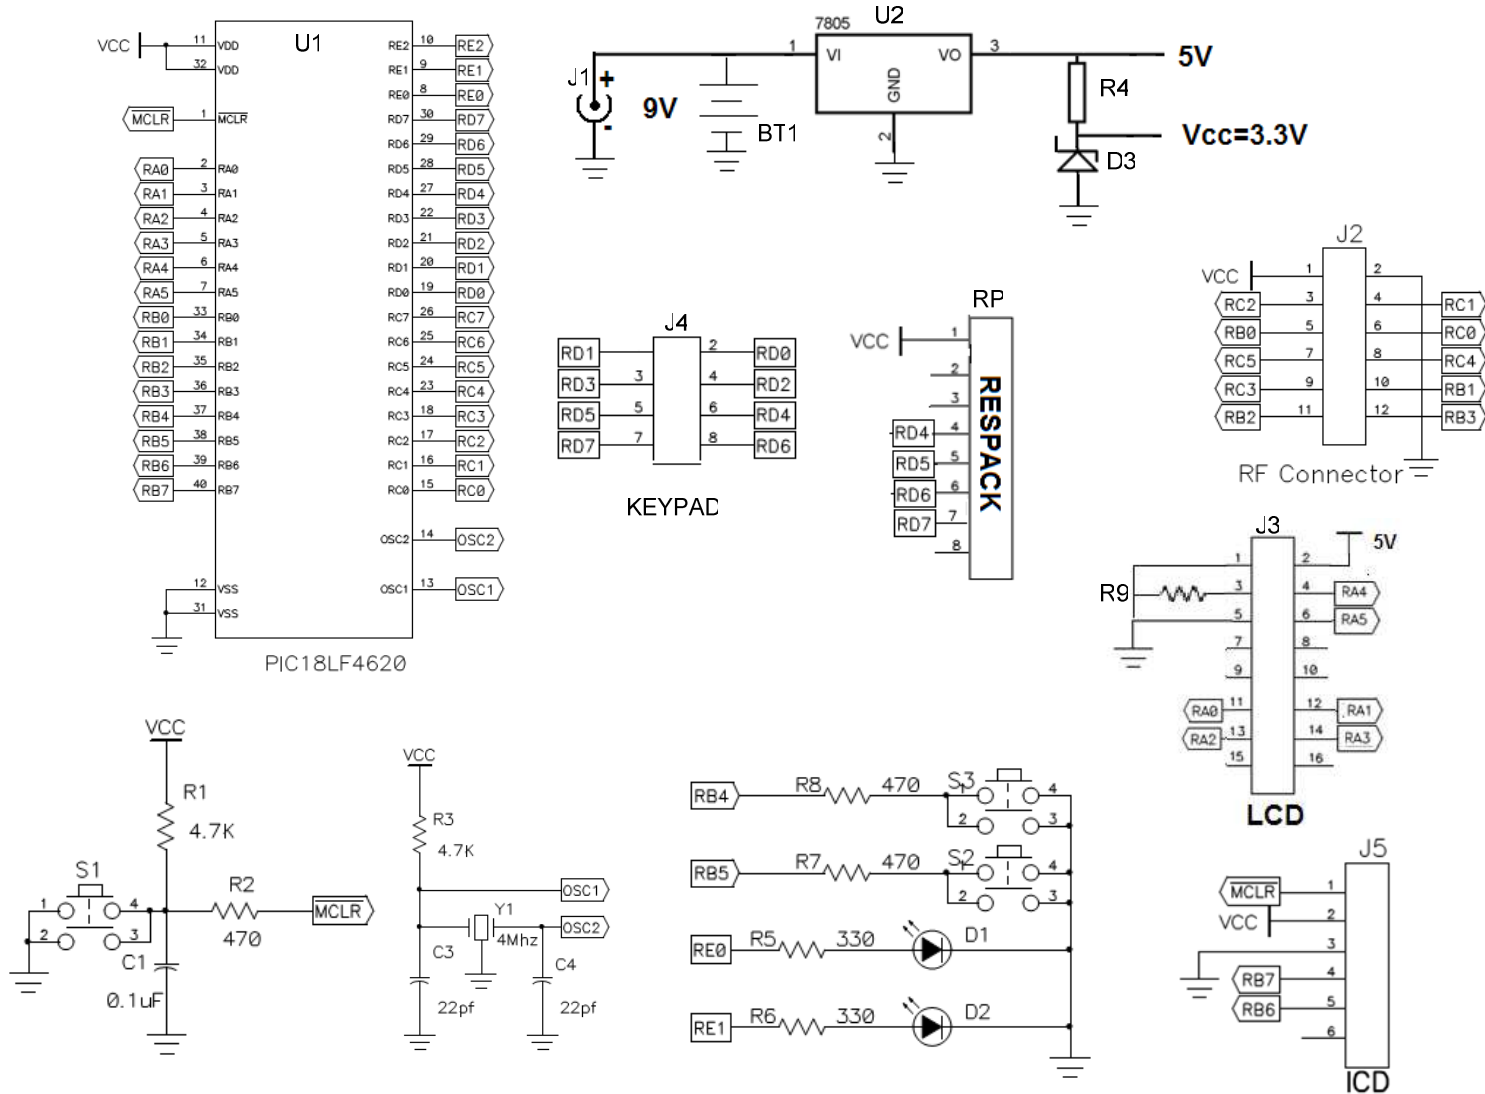 U1
VCC 11 VDD RE2 10 RE2
32 VDD RE1 9 RE1
RE0 8 RE0
MCLR 1 MCLR RD7 30 RD7
RD6 29 RD6
RA0 2 RA0 RD5 28 RD5
RA1 3 RA1 RD4 27 RD4
RA2 4 RA2 RD3 22 RD3
RA3 5 RA3 RD2 21 RD2
RA4 6 RA4 RD1 20 RD1
RA5 7 RA5 RD0 19 RD0
RB0 33 RB0 RC7 26 RC7
RB1 34 RB1 RC6 25 RC6
RB2 35 RB2 RC5 24 RC5
RB3 36 RB3 RC4 23 RC4
RB4 37 RB4 RC3 18 RC3
RB5 38 RB5 RC2 17 RC2
RB6 39 RB6 RC1 16 RC1
RB7 40 RB7 RC0 15 RC0
OSC2 14 OSC2
12 VSS OSC1 13 OSC1
31 VSS
PIC18LF4620
7805 U2
1 VI VO 3 5V
J1 + GND R4
9V
- BT1 2 Vcc=3.3V
D3
J2
VCC 1 2
RC2 3 4 RC1
RB0 5 6 RC0
RC5 7 8 RC4
RC3 9 10 RB1
RB2 11 12 RB3
RF Connector
J4
RD1 2 RD0
RD3 3 4 RD2
RD5 5 6 RD4
RD7 7 8 RD6
KEYPAD
RP
VCC 1
2
3
RD4 4
RD5 5
RD6 6
RD7 7
8
RESPACK
J3
1 2 5V
R9 3 4 RA4
5 6 RA5
7 8
9 10
RA0 11 12 RA1
RA2 13 14 RA3
15 16
LCD
VCC
R1
4.7K
S1
R2
1 4 MCLR
2 3 470
C1
0.1uF
VCC
R3
4.7K
OSC1
Y1
4Mhz OSC2
C3 C4
22pf 22pf
RB4 R8 470 S3
1 4
2 3
RB5 R7 470 S2
1 4
2 3
RE0 R5 330 D1
RE1 R6 330 D2
J5
MCLR 1
VCC 2
3
RB7 4
RB6 5
6
ICD